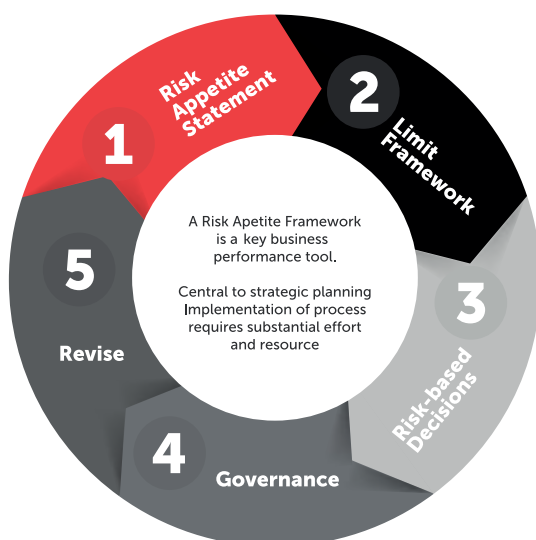 1
Risk
Appetite
Statement
2
Limit
Framework
3
Risk-based
Decisions
4
Governance
5
Revise
A Risk Apetite Framework
is a key business
performance tool.
Central to strategic planning
Implementation of process
requires substantial effort
and resource